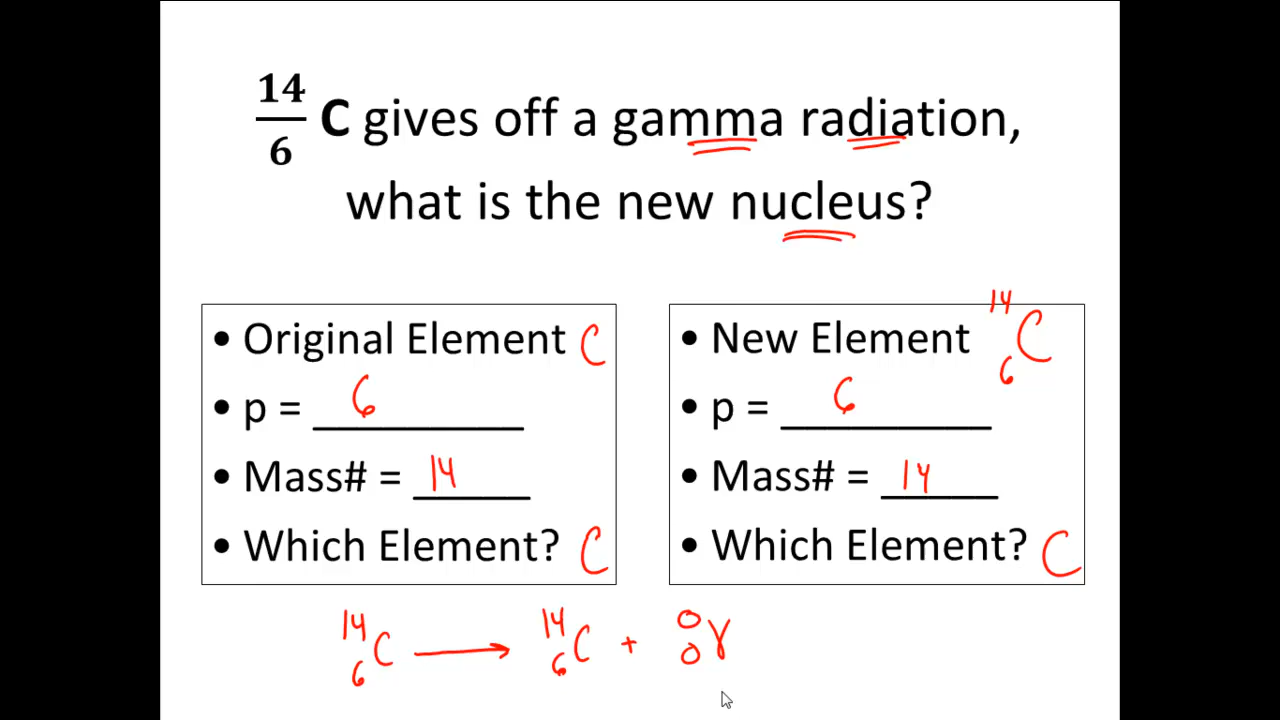 14
6 C gives off a gamma radiation,
what is the new nucleus?
• Original Element C
• p = 6
• Mass# = 14
• Which Element? C
• New Element 14 6 C
• p = 6
• Mass# = 14
• Which Element? C
14 6 C → 14 6 C + 0 0 γ